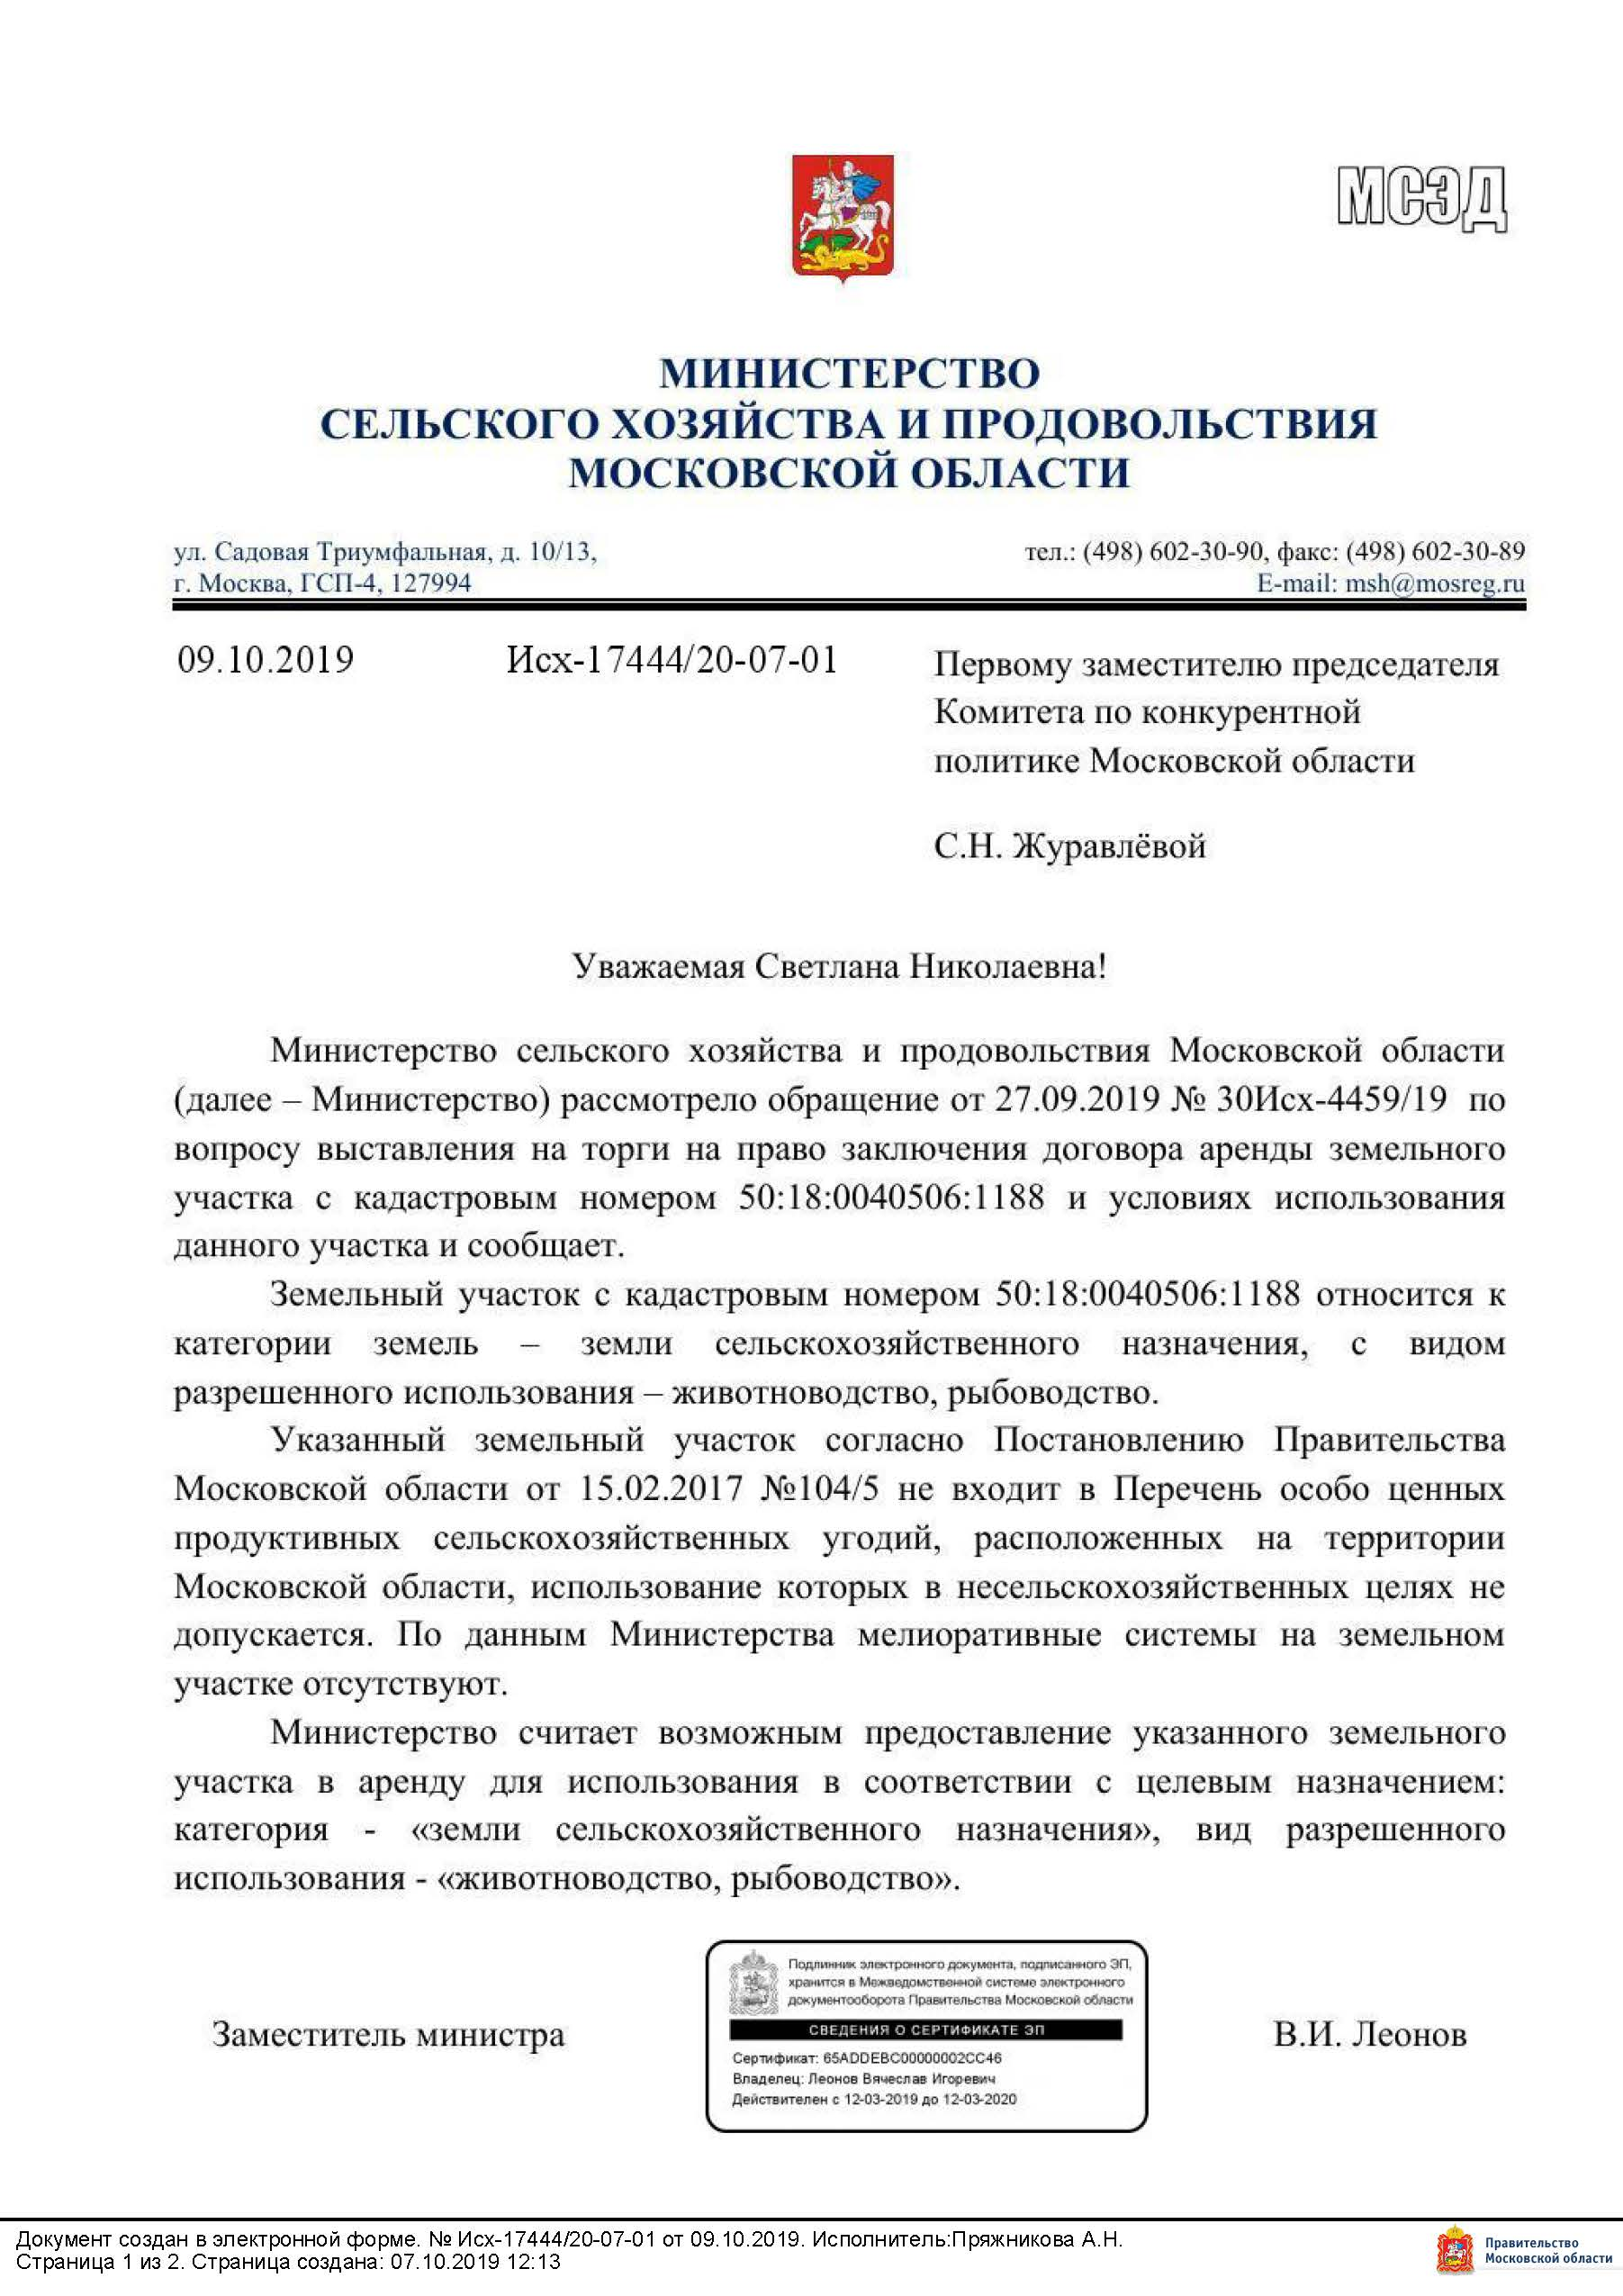 МСЭД
МИНИСТЕРСТВО
СЕЛЬСКОГО ХОЗЯЙСТВА И ПРОДОВОЛЬСТВИЯ
МОСКОВСКОЙ ОБЛАСТИ
ул. Садовая Триумфальная, д. 10/13,
г. Москва, ГСП-4, 127994
тел.: (498) 602-30-90, факс: (498) 602-30-89
E-mail: msh@mosreg.ru
09.10.2019
Исх-17444/20-07-01
Первому заместителю председателя
Комитета по конкурентной
политике Московской области
С.Н. Журавлёвой
Уважаемая Светлана Николаевна!
Министерство сельского хозяйства и продовольствия Московской области
(далее – Министерство) рассмотрело обращение от 27.09.2019 № 30Исх-4459/19 по
вопросу выставления на торги на право заключения договора аренды земельного
участка с кадастровым номером 50:18:0040506:1188 и условиях использования
данного участка и сообщает.
Земельный участок с кадастровым номером 50:18:0040506:1188 относится к
категории земель – земли сельскохозяйственного назначения, с видом
разрешенного использования – животноводство, рыбоводство.
Указанный земельный участок согласно Постановлению Правительства
Московской области от 15.02.2017 №104/5 не входит в Перечень особо ценных
продуктивных сельскохозяйственных угодий, расположенных на территории
Московской области, использование которых в несельскохозяйственных целях не
допускается. По данным Министерства мелиоративные системы на земельном
участке отсутствуют.
Министерство считает возможным предоставление указанного земельного
участка в аренду для использования в соответствии с целевым назначением:
категория - «земли сельскохозяйственного назначения», вид разрешенного
использования - «животноводство, рыбоводство».
Заместитель министра
Подлинник электронного документа, подписанного ЭП,
хранится в Межведомственной системе электронного
документооборота Правительства Московской области
СВЕДЕНИЯ О СЕРТИФИКАТЕ ЭП
Сертификат: 65ADDEBC00000002CC46
Владелец: Леонов Вячеслав Игоревич
Действителен с 12-03-2019 до 12-03-2020
В.И. Леонов
Документ создан в электронной форме. № Исх-17444/20-07-01 от 09.10.2019. Исполнитель:Пряжникова А.Н.
Страница 1 из 2. Страница создана: 07.10.2019 12:13
Правительство
Московской области